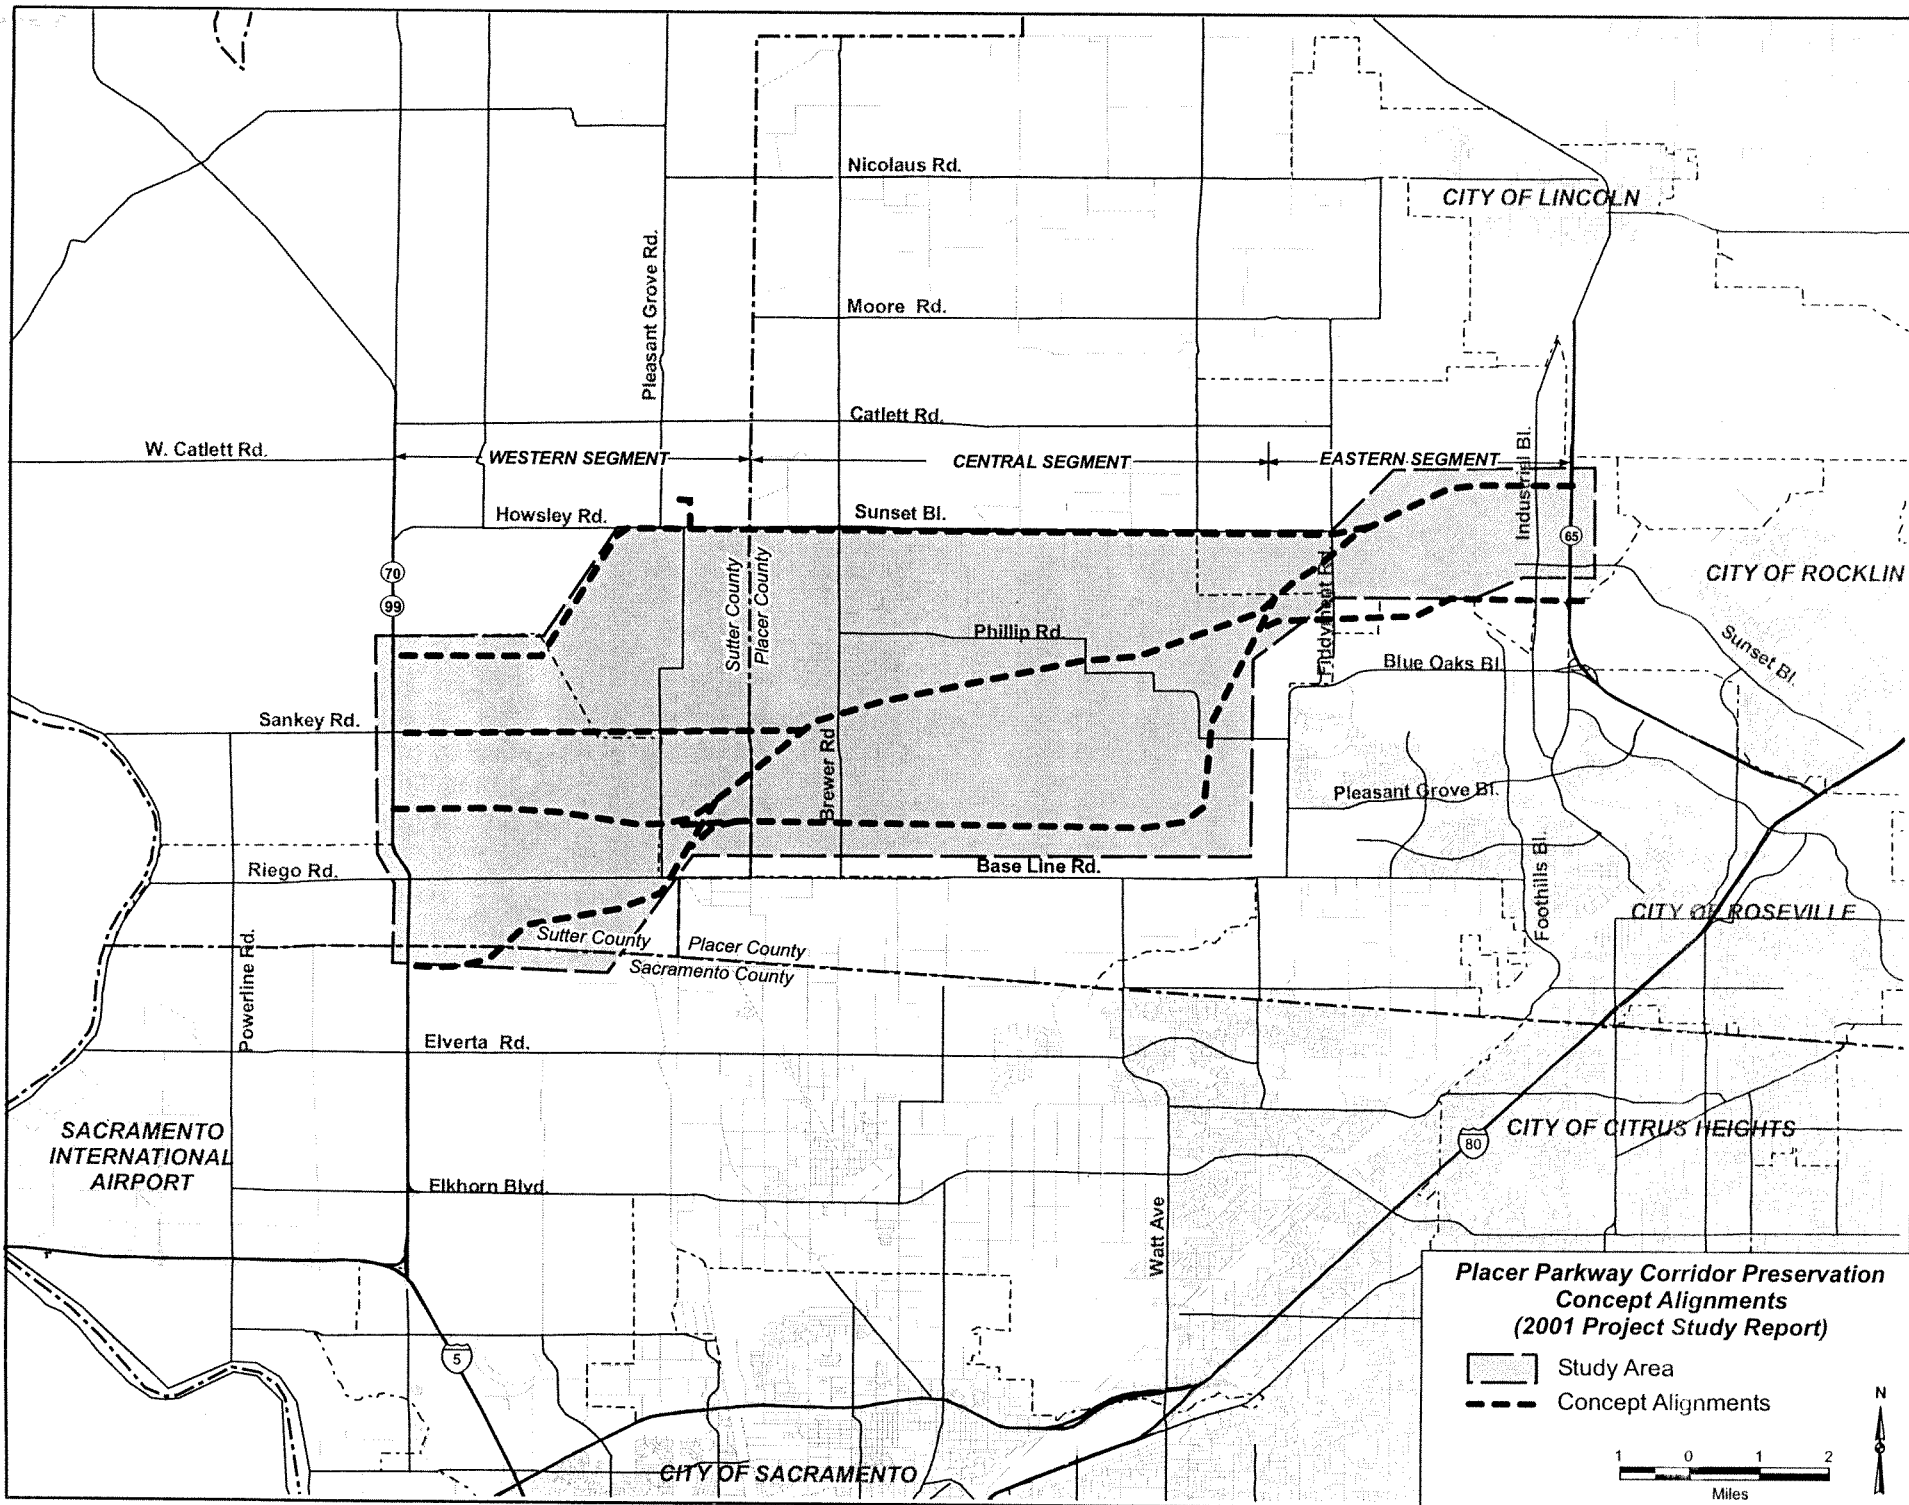 Nicolaus Rd.
CITY OF LINCOLN
Pleasant Grove Rd.
Moore Rd.
Catlett Rd.
W. Catlett Rd.
WESTERN SEGMENT
CENTRAL SEGMENT
EASTERN SEGMENT
Industrial Bl.
Howsley Rd.
Sunset Bl.
65
70
99
Sutter County
Placer County
Fiddyment Rd
CITY OF ROCKLIN
Phillip Rd
Sunset Bl.
Blue Oaks Bl.
Sankey Rd.
Brewer Rd
Pleasant Grove Bl.
Riego Rd.
Base Line Rd.
Foothills Bl.
CITY OF ROSEVILLE
Sutter County
Placer County
Sacramento County
Powerline Rd.
Elverta Rd.
SACRAMENTO
INTERNATIONAL
AIRPORT
CITY OF CITRUS HEIGHTS
80
Elkhorn Blvd.
Watt Ave
5
CITY OF SACRAMENTO
Placer Parkway Corridor Preservation
Concept Alignments
(2001 Project Study Report)
Study Area
Concept Alignments
N
1 0 1 2
Miles